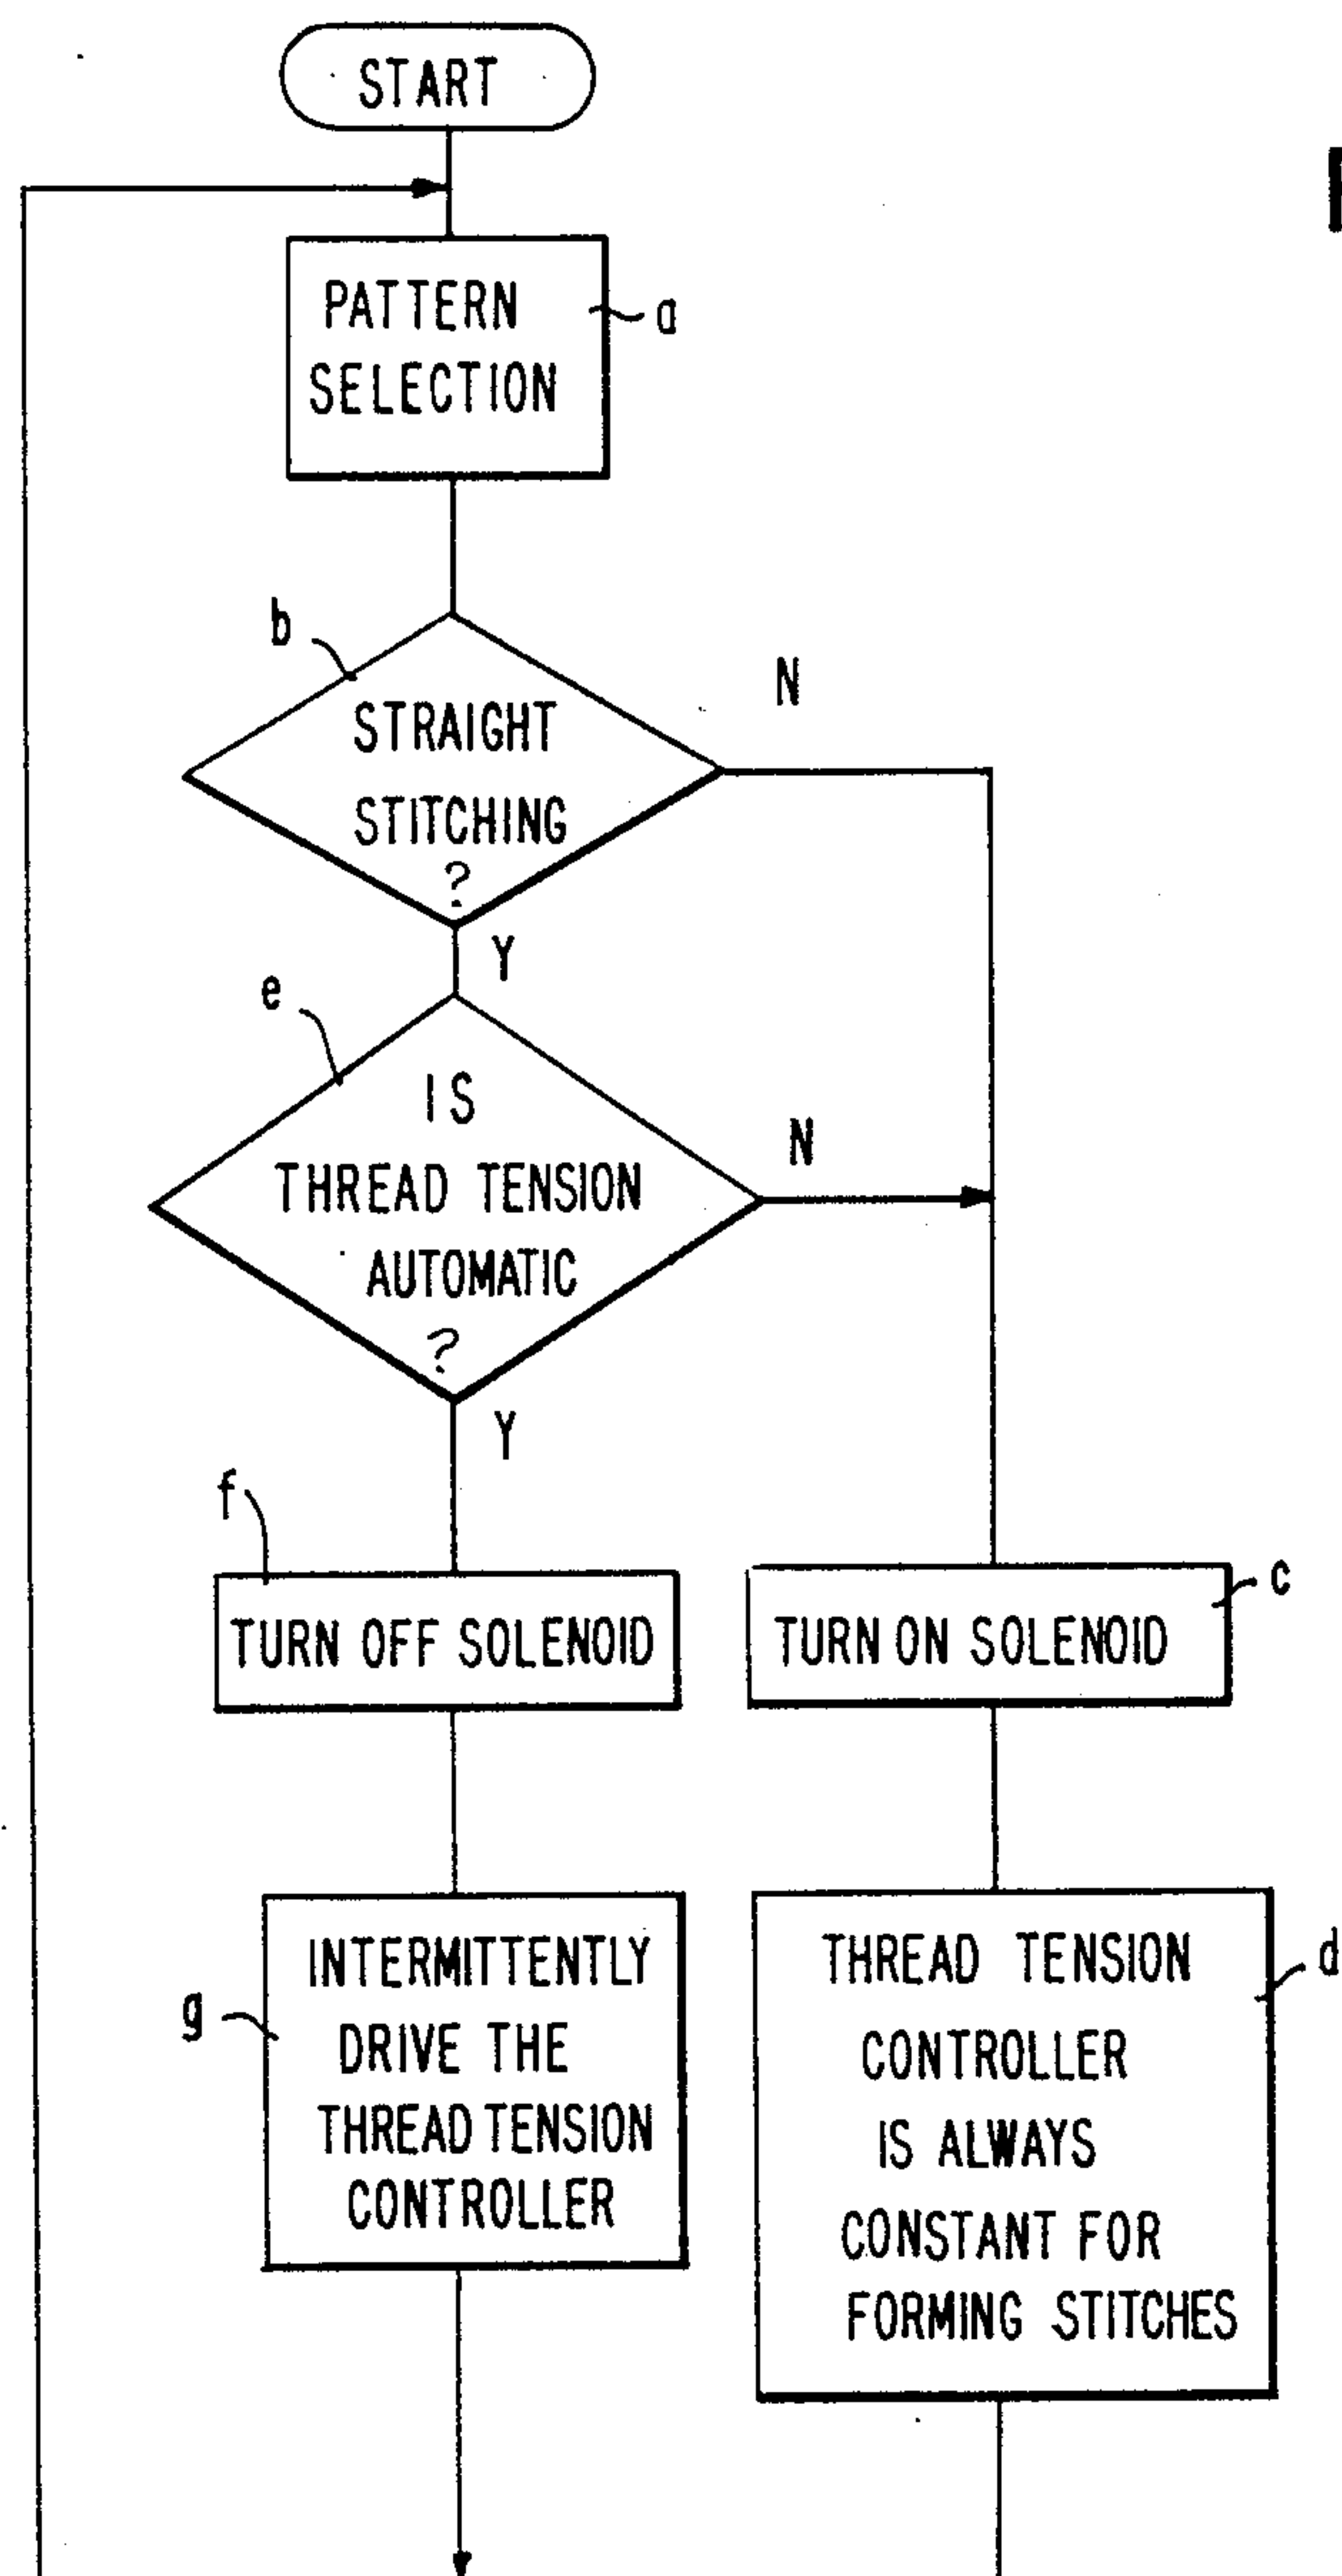 START
PATTERN
SELECTION
a
b
STRAIGHT
STITCHING
?
N
Y
e
IS
THREAD TENSION
AUTOMATIC
?
N
Y
f
TURN OFF SOLENOID
c
TURN ON SOLENOID
g
INTERMITTENTLY
DRIVE THE
THREAD TENSION
CONTROLLER
d
THREAD TENSION
CONTROLLER
IS ALWAYS
CONSTANT FOR
FORMING STITCHES